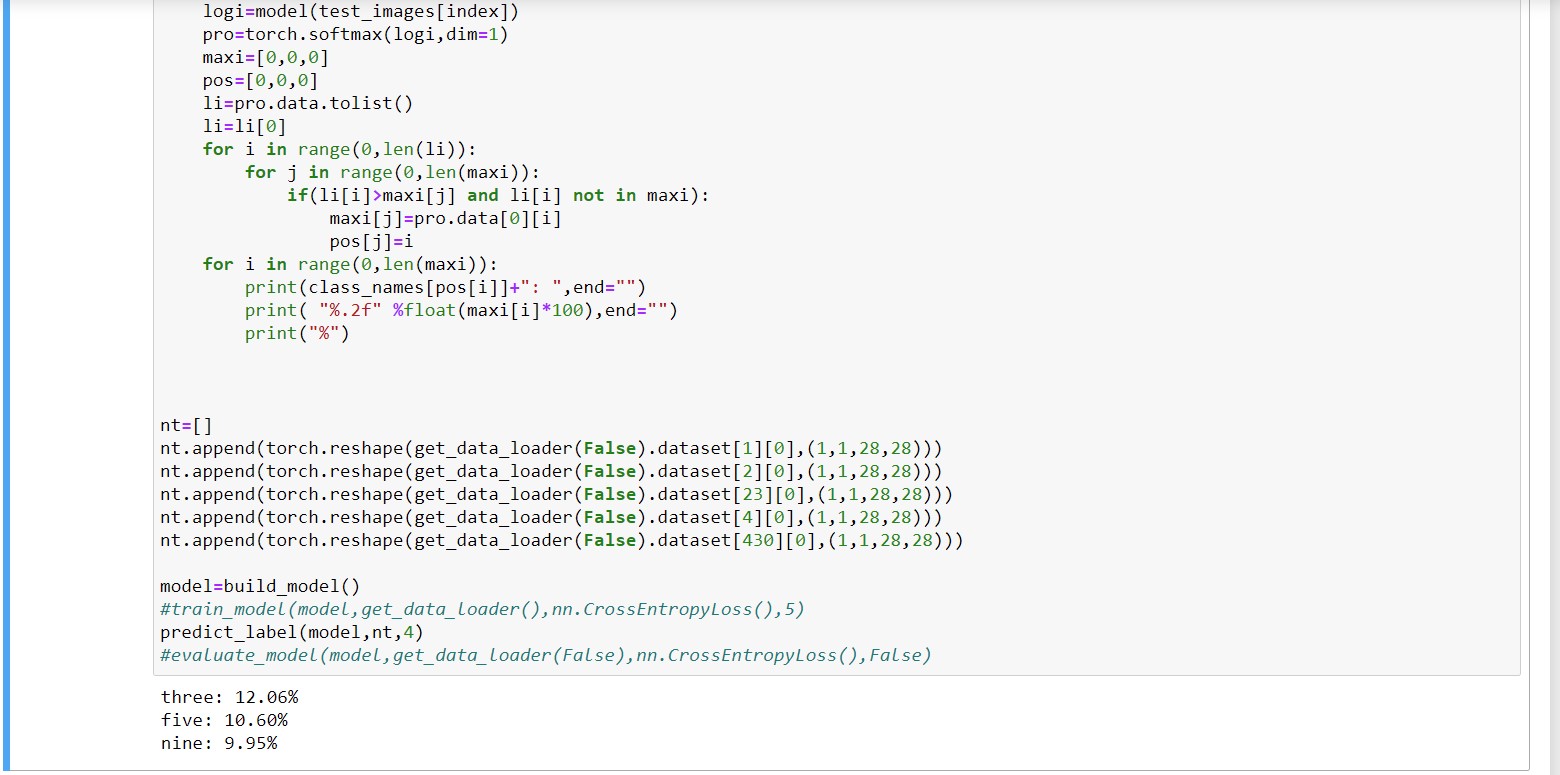 logi=model(test_images[index])
pro=torch.softmax(logi,dim=1)
maxi=[0,0,0]
pos=[0,0,0]
li=pro.data.tolist()
li=li[0]
for i in range(0,len(li)):
for j in range(0,len(maxi)):
if(li[i]>maxi[j] and li[i] not in maxi):
maxi[j]=pro.data[0][i]
pos[j]=i
for i in range(0,len(maxi)):
print(class_names[pos[i]]+": ",end="")
print( "%.2f" %float(maxi[i]*100),end="")
print("%")
nt=[]
nt.append(torch.reshape(get_data_loader(False).dataset[1][0],(1,1,28,28)))
nt.append(torch.reshape(get_data_loader(False).dataset[2][0],(1,1,28,28)))
nt.append(torch.reshape(get_data_loader(False).dataset[23][0],(1,1,28,28)))
nt.append(torch.reshape(get_data_loader(False).dataset[4][0],(1,1,28,28)))
nt.append(torch.reshape(get_data_loader(False).dataset[430][0],(1,1,28,28)))
model=build_model()
#train_model(model,get_data_loader(),nn.CrossEntropyLoss(),5)
predict_label(model,nt,4)
#evaluate_model(model,get_data_loader(False),nn.CrossEntropyLoss(),False)
three: 12.06%
five: 10.60%
nine: 9.95%